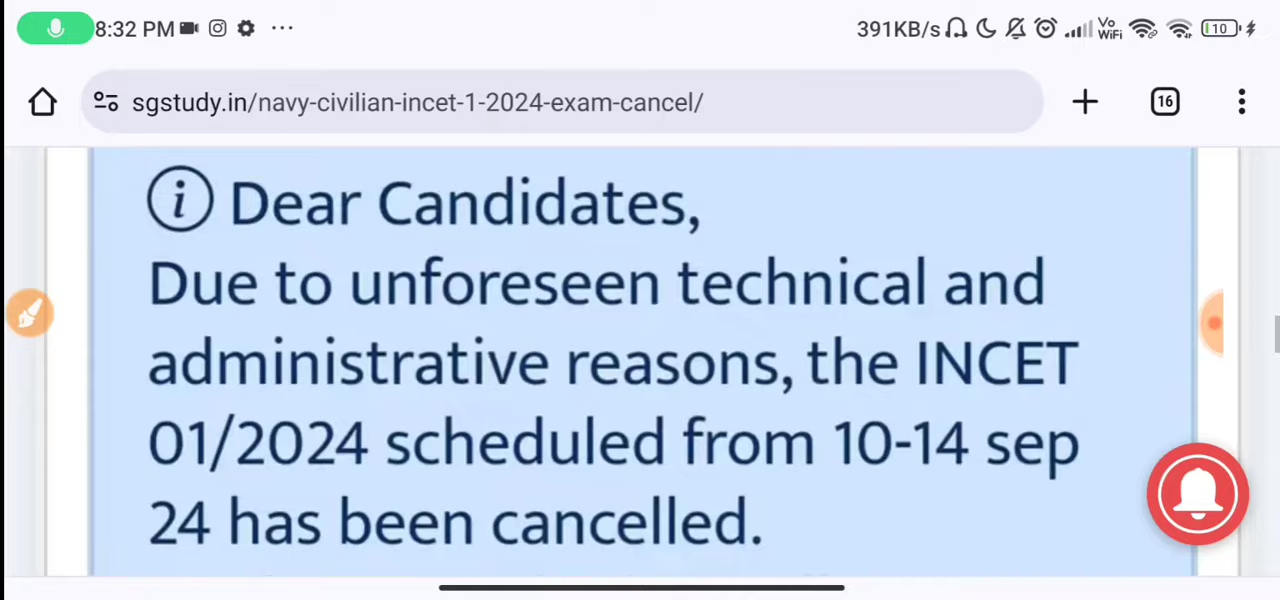 8:32 PM ...
391KB/s Vo WiFi 10
sgstudy.in/navy-civilian-incet-1-2024-exam-cancel/
16
i Dear Candidates,
Due to unforeseen technical and
administrative reasons, the INCET
01/2024 scheduled from 10-14 sep
24 has been cancelled.